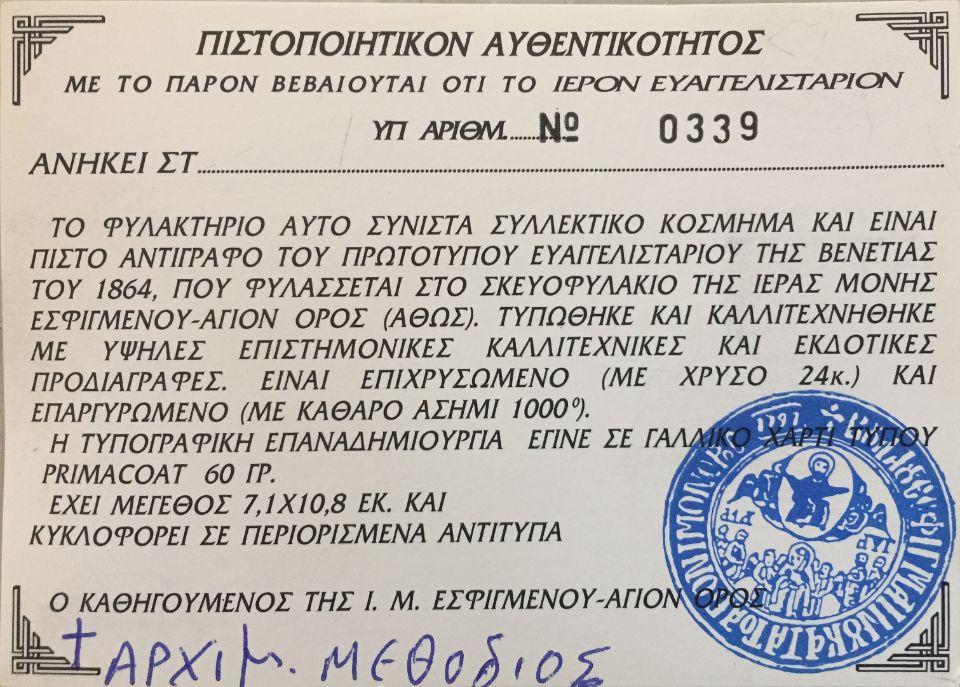 ΠΙΣΤΟΠΟΙΗΤΙΚΟΝ ΑΥΘΕΝΤΙΚΟΤΗΤΟΣ
ΜΕ ΤΟ ΠΑΡΟΝ ΒΕΒΑΙΟΥΤΑΙ ΟΤΙ ΤΟ ΙΕΡΟΝ ΕΥΑΓΓΕΛΙΣΤΑΡΙΟΝ
ΥΠ ΑΡΙΘΜ.......... Nº 0339
ΑΝΗΚΕΙ ΣΤ..........
ΤΟ ΦΥΛΑΚΤΗΡΙΟ ΑΥΤΟ ΣΥΝΙΣΤΑ ΣΥΛΛΕΚΤΙΚΟ ΚΟΣΜΗΜΑ ΚΑΙ ΕΙΝΑΙ
ΠΙΣΤΟ ΑΝΤΙΓΡΑΦΟ ΤΟΥ ΠΡΩΤΟΤΥΠΟΥ ΕΥΑΓΓΕΛΙΣΤΑΡΙΟΥ ΤΗΣ ΒΕΝΕΤΙΑΣ
ΤΟΥ 1864, ΠΟΥ ΦΥΛΑΣΣΕΤΑΙ ΣΤΟ ΣΚΕΥΟΦΥΛΑΚΙΟ ΤΗΣ ΙΕΡΑΣ ΜΟΝΗΣ
ΕΣΦΙΓΜΕΝΟΥ-ΑΓΙΟΝ ΟΡΟΣ (ΑΘΩΣ). ΤΥΠΩΘΗΚΕ ΚΑΙ ΚΑΛΛΙΤΕΧΝΗΘΗΚΕ
ΜΕ ΥΨΗΛΕΣ ΕΠΙΣΤΗΜΟΝΙΚΕΣ ΚΑΛΛΙΤΕΧΝΙΚΕΣ ΚΑΙ ΕΚΔΟΤΙΚΕΣ
ΠΡΟΔΙΑΓΡΑΦΕΣ. ΕΙΝΑΙ ΕΠΙΧΡΥΣΩΜΕΝΟ (ΜΕ ΧΡΥΣΟ 24κ.) ΚΑΙ
ΕΠΑΡΓΥΡΩΜΕΝΟ (ΜΕ ΚΑΘΑΡΟ ΑΣΗΜΙ 1000º).
Η ΤΥΠΟΓΡΑΦΙΚΗ ΕΠΑΝΑΔΗΜΙΟΥΡΓΙΑ ΕΓΙΝΕ ΣΕ ΓΑΛΛΙΚΟ ΧΑΡΤΙ ΤΥΠΟΥ
PRIMACOAT 60 ΓΡ.
ΕΧΕΙ ΜΕΓΕΘΟΣ 7,1Χ10,8 ΕΚ. ΚΑΙ
ΚΥΚΛΟΦΟΡΕΙ ΣΕ ΠΕΡΙΟΡΙΣΜΕΝΑ ΑΝΤΙΤΥΠΑ
Ο ΚΑΘΗΓΟΥΜΕΝΟΣ ΤΗΣ Ι. Μ. ΕΣΦΙΓΜΕΝΟΥ-ΑΓΙΟΝ ΟΡΟΣ
† ΑΡΧΙΜ. ΜΕΘΟΔΙΟΣ